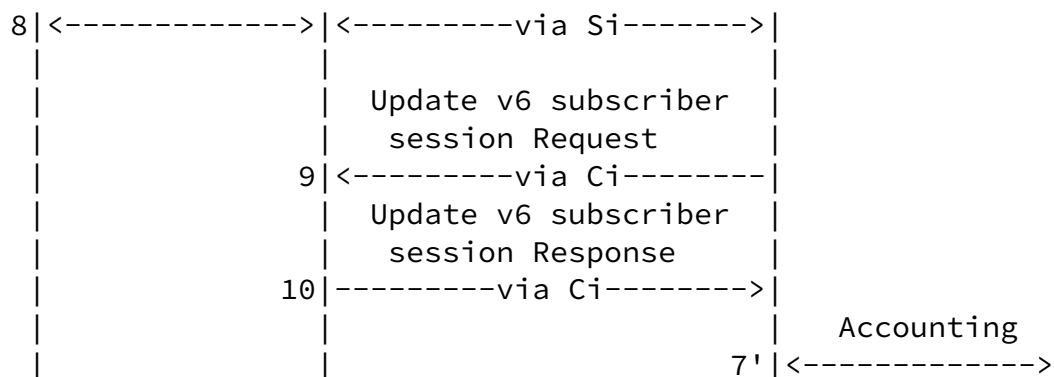 8|<------------->|<---------via Si------->|
|                |                        |
|                |  Update v6 subscriber  |
|                |   session Request      |
|               9|<---------via Ci--------|
|                |  Update v6 subscriber  |
|                |   session Response     |
|              10|---------via Ci-------->|
|                |                        |   Accounting
|                |                      7'|<------------->